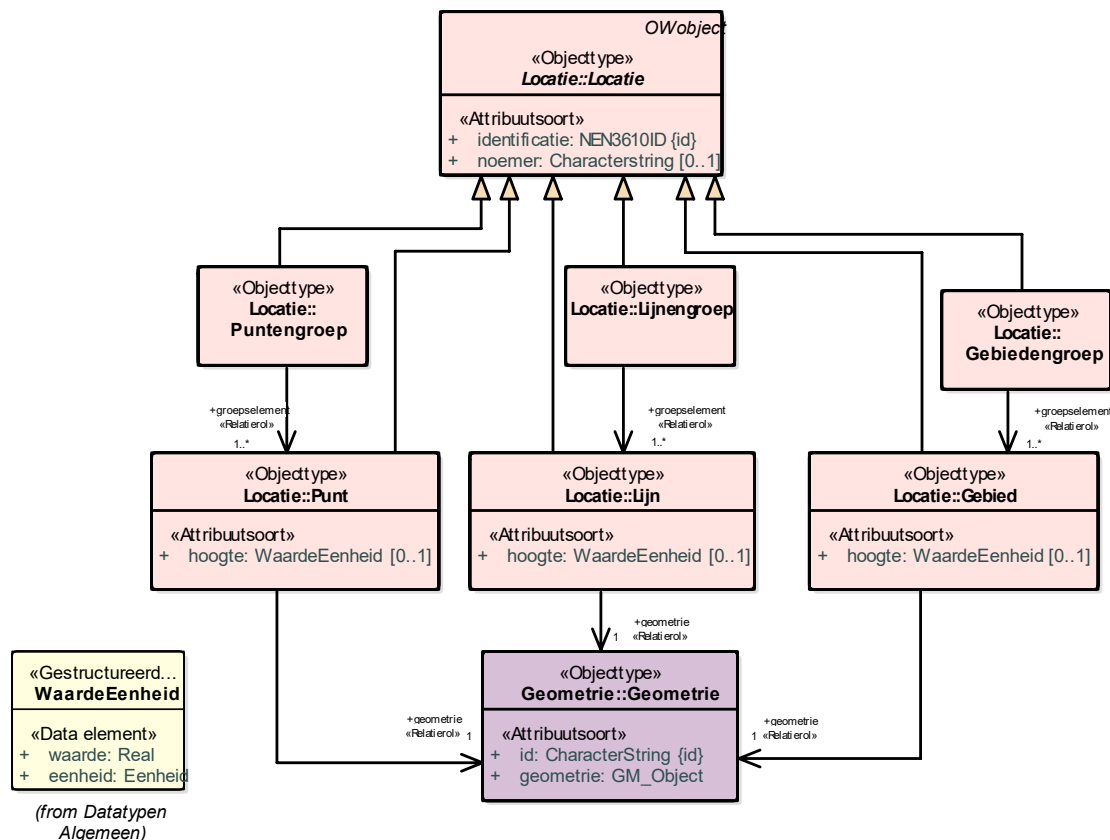 OWobject
«Objecttype»
Locatie::Locatie
«Attribuutsoort»
+ identificatie: NEN3610ID {id}
+ noemer: Characterstring [0..1]
«Objecttype»
Locatie::
Puntengroep
«Objecttype»
Locatie::Lijnengroep
«Objecttype»
Locatie::
Gebiedengroep
+groepselement
«Relatierol»
1..*
+groepselement
«Relatierol»
1..*
+groepselement
«Relatierol»
1..*
«Objecttype»
Locatie::Punt
«Attribuutsoort»
+ hoogte: WaardeEenheid [0..1]
«Objecttype»
Locatie::Lijn
«Attribuutsoort»
+ hoogte: WaardeEenheid [0..1]
«Objecttype»
Locatie::Gebied
«Attribuutsoort»
+ hoogte: WaardeEenheid [0..1]
+geometrie
1 «Relatierol»
«Gestructureerd...
WaardeEenheid
«Data element»
+ waarde: Real
+ eenheid: Eenheid
(from Datatypen
Algemeen)
+geometrie
«Relatierol» 1
«Objecttype»
Geometrie::Geometrie
«Attribuutsoort»
+ id: CharacterString {id}
+ geometrie: GM_Object
+geometrie
1 «Relatierol»